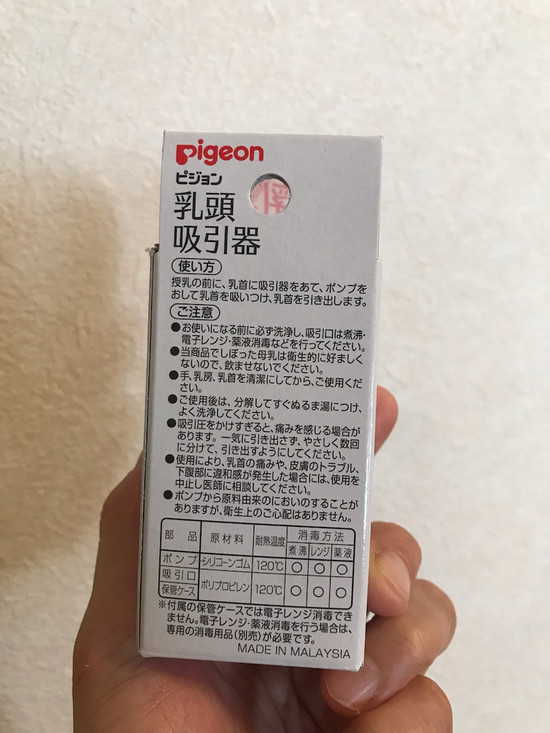 Pigeon
ピジョン
乳頭
吸引器
使い方
授乳の前に、乳首に吸引器をあて、ポンプを
おして乳首を吸いつけ、乳首を引き出します。
ご注意
●お使いになる前に必ず洗浄し、吸引口は煮沸・
電子レンジ・薬液消毒などを行ってください。
●当商品でしぼった母乳は衛生的に好ましく
ないので、飲ませないでください。
●手、乳房、乳首を清潔にしてから、ご使用くだ
さい。
●ご使用後は、分解してすぐぬるま湯につけ、
よく洗浄してください。
●吸引圧をかけすぎると、痛みを感じる場合が
あります。一気に引き出さず、やさしく数回
に分けて、引き出すようにしてください。
●使用により、乳首の痛みや、皮膚のトラブル、
下腹部に違和感が発生した場合には、使用を
中止し医師に相談してください。
●ポンプから原料由来のにおいのすることが
ありますが、衛生上のご心配はありません。
部品 原材料 耐熱温度 消毒方法
煮沸 レンジ 薬液
ポンプ シリコーンゴム 120℃ ○ ○ ○
吸引口
保管ケース ポリプロピレン 120℃ ○ ○ ○
※付属の保管ケースでは電子レンジ消毒でき
ません。電子レンジ・薬液消毒を行う場合は、
専用の消毒用品(別売)が必要です。
MADE IN MALAYSIA